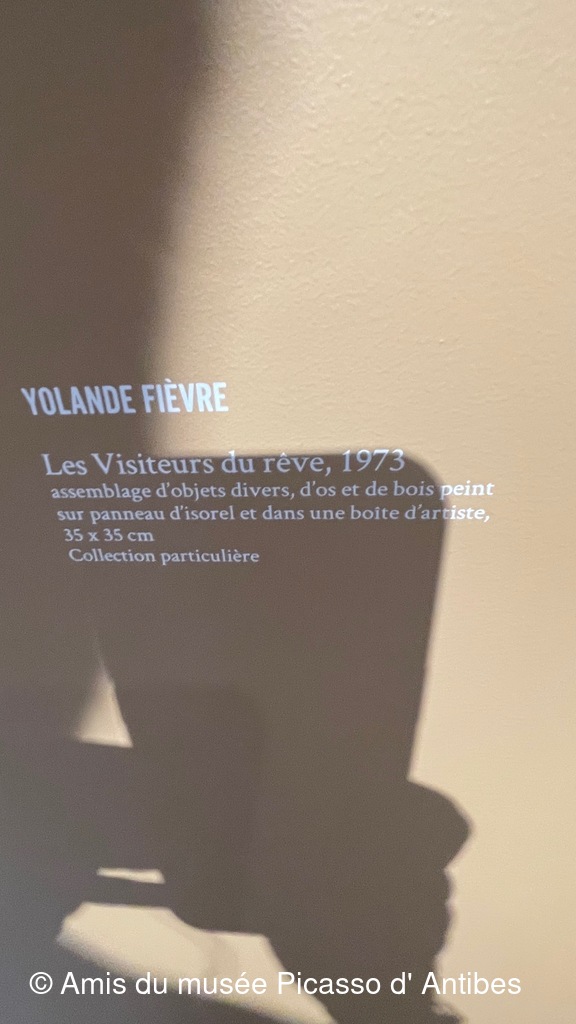 YOLANDE FIÈVRE
Les Visiteurs du rêve, 1973
assemblage d'objets divers, d'os et de bois peint
sur panneau d'isorel et dans une boîte d'artiste,
35 x 35 cm
Collection particulière
© Amis du musée Picasso d' Antibes